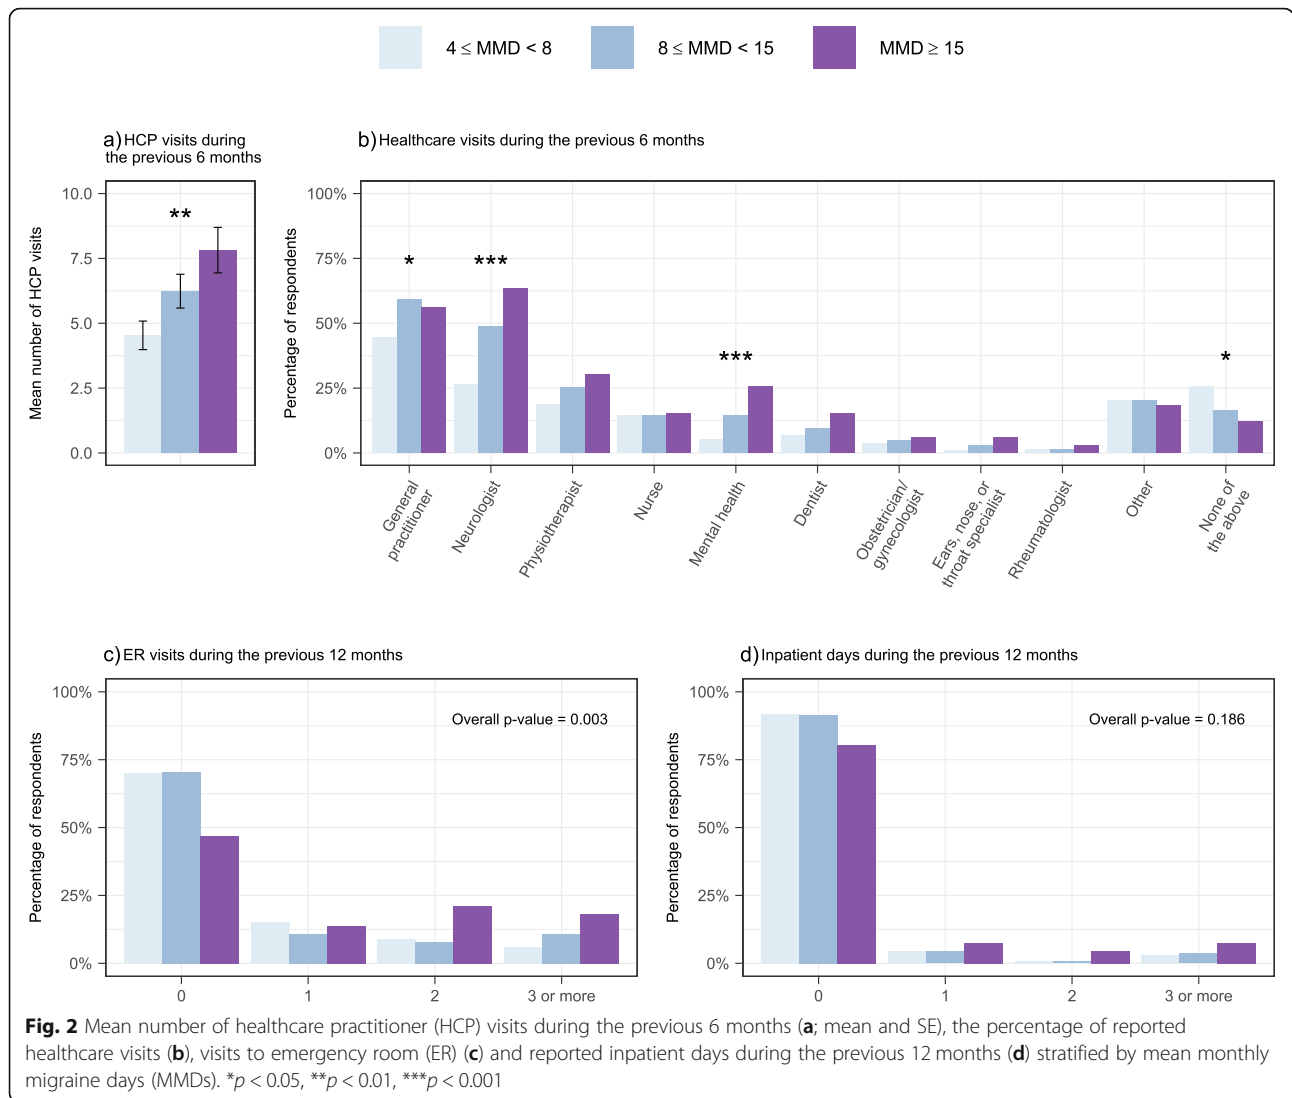 4 ≤ MMD < 8
8 ≤ MMD < 15
MMD ≥ 15
a) HCP visits during
the previous 6 months
Mean number of HCP visits
10.0
7.5
5.0
2.5
0.0
**
b) Healthcare visits during the previous 6 months
Percentage of respondents
100%
75%
50%
25%
0%
*
***
***
*
General
practitioner
Neurologist
Physiotherapist
Nurse
Mental health
Dentist
Obstetrician/
gynecologist
Ears, nose, or
throat specialist
Rheumatologist
Other
None of
the above
c) ER visits during the previous 12 months
Percentage of respondents
100%
75%
50%
25%
0%
Overall p-value = 0.003
0
1
2
3 or more
d) Inpatient days during the previous 12 months
Percentage of respondents
100%
75%
50%
25%
0%
Overall p-value = 0.186
0
1
2
3 or more
Fig. 2 Mean number of healthcare practitioner (HCP) visits during the previous 6 months (a; mean and SE), the percentage of reported
healthcare visits (b), visits to emergency room (ER) (c) and reported inpatient days during the previous 12 months (d) stratified by mean monthly
migraine days (MMDs). *p < 0.05, **p < 0.01, ***p < 0.001